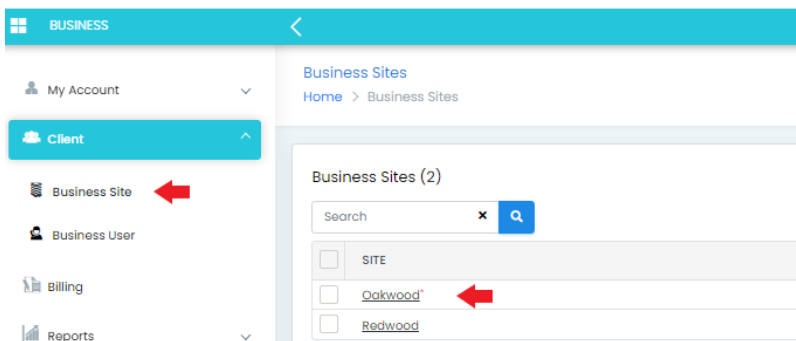 BUSINESS
My Account
Client
Business Site
Business User
Billing
Reports
Business Sites
Home > Business Sites
Business Sites (2)
Search ×
SITE
Oakwood*
Redwood